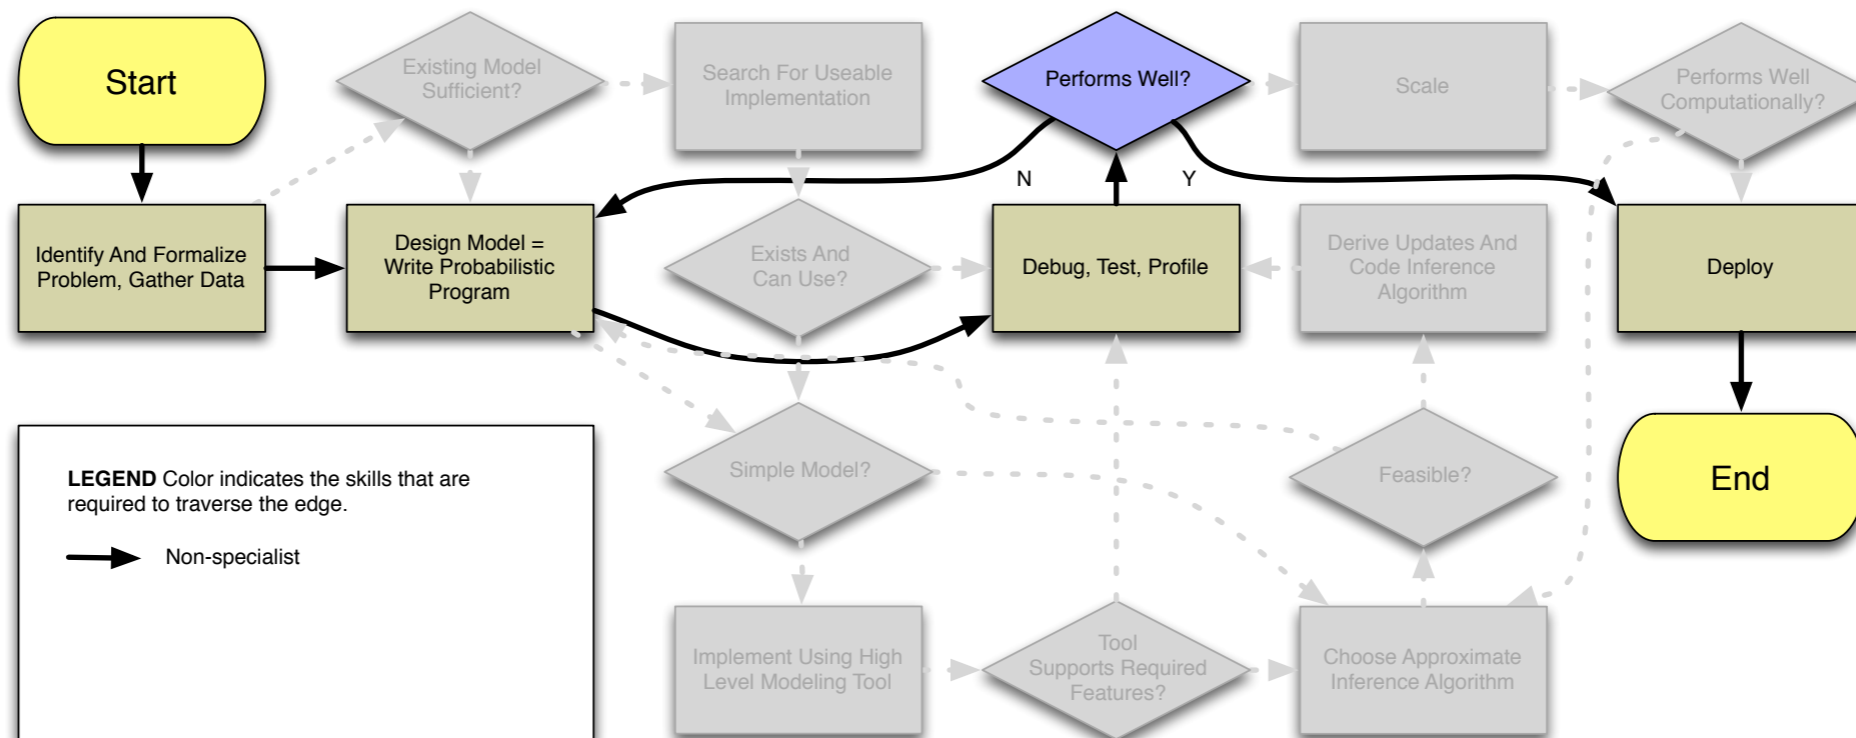 Start
Existing Model
Sufficient?
Search For Useable
Implementation
Performs Well?
Scale
Performs Well
Computationally?
N
Y
Identify And Formalize
Problem, Gather Data
Design Model =
Write Probabilistic
Program
Exists And
Can Use?
Debug, Test, Profile
Derive Updates And
Code Inference
Algorithm
Deploy
LEGEND Color indicates the skills that are
required to traverse the edge.
Non-specialist
Simple Model?
Feasible?
End
Implement Using High
Level Modeling Tool
Tool
Supports Required
Features?
Choose Approximate
Inference Algorithm